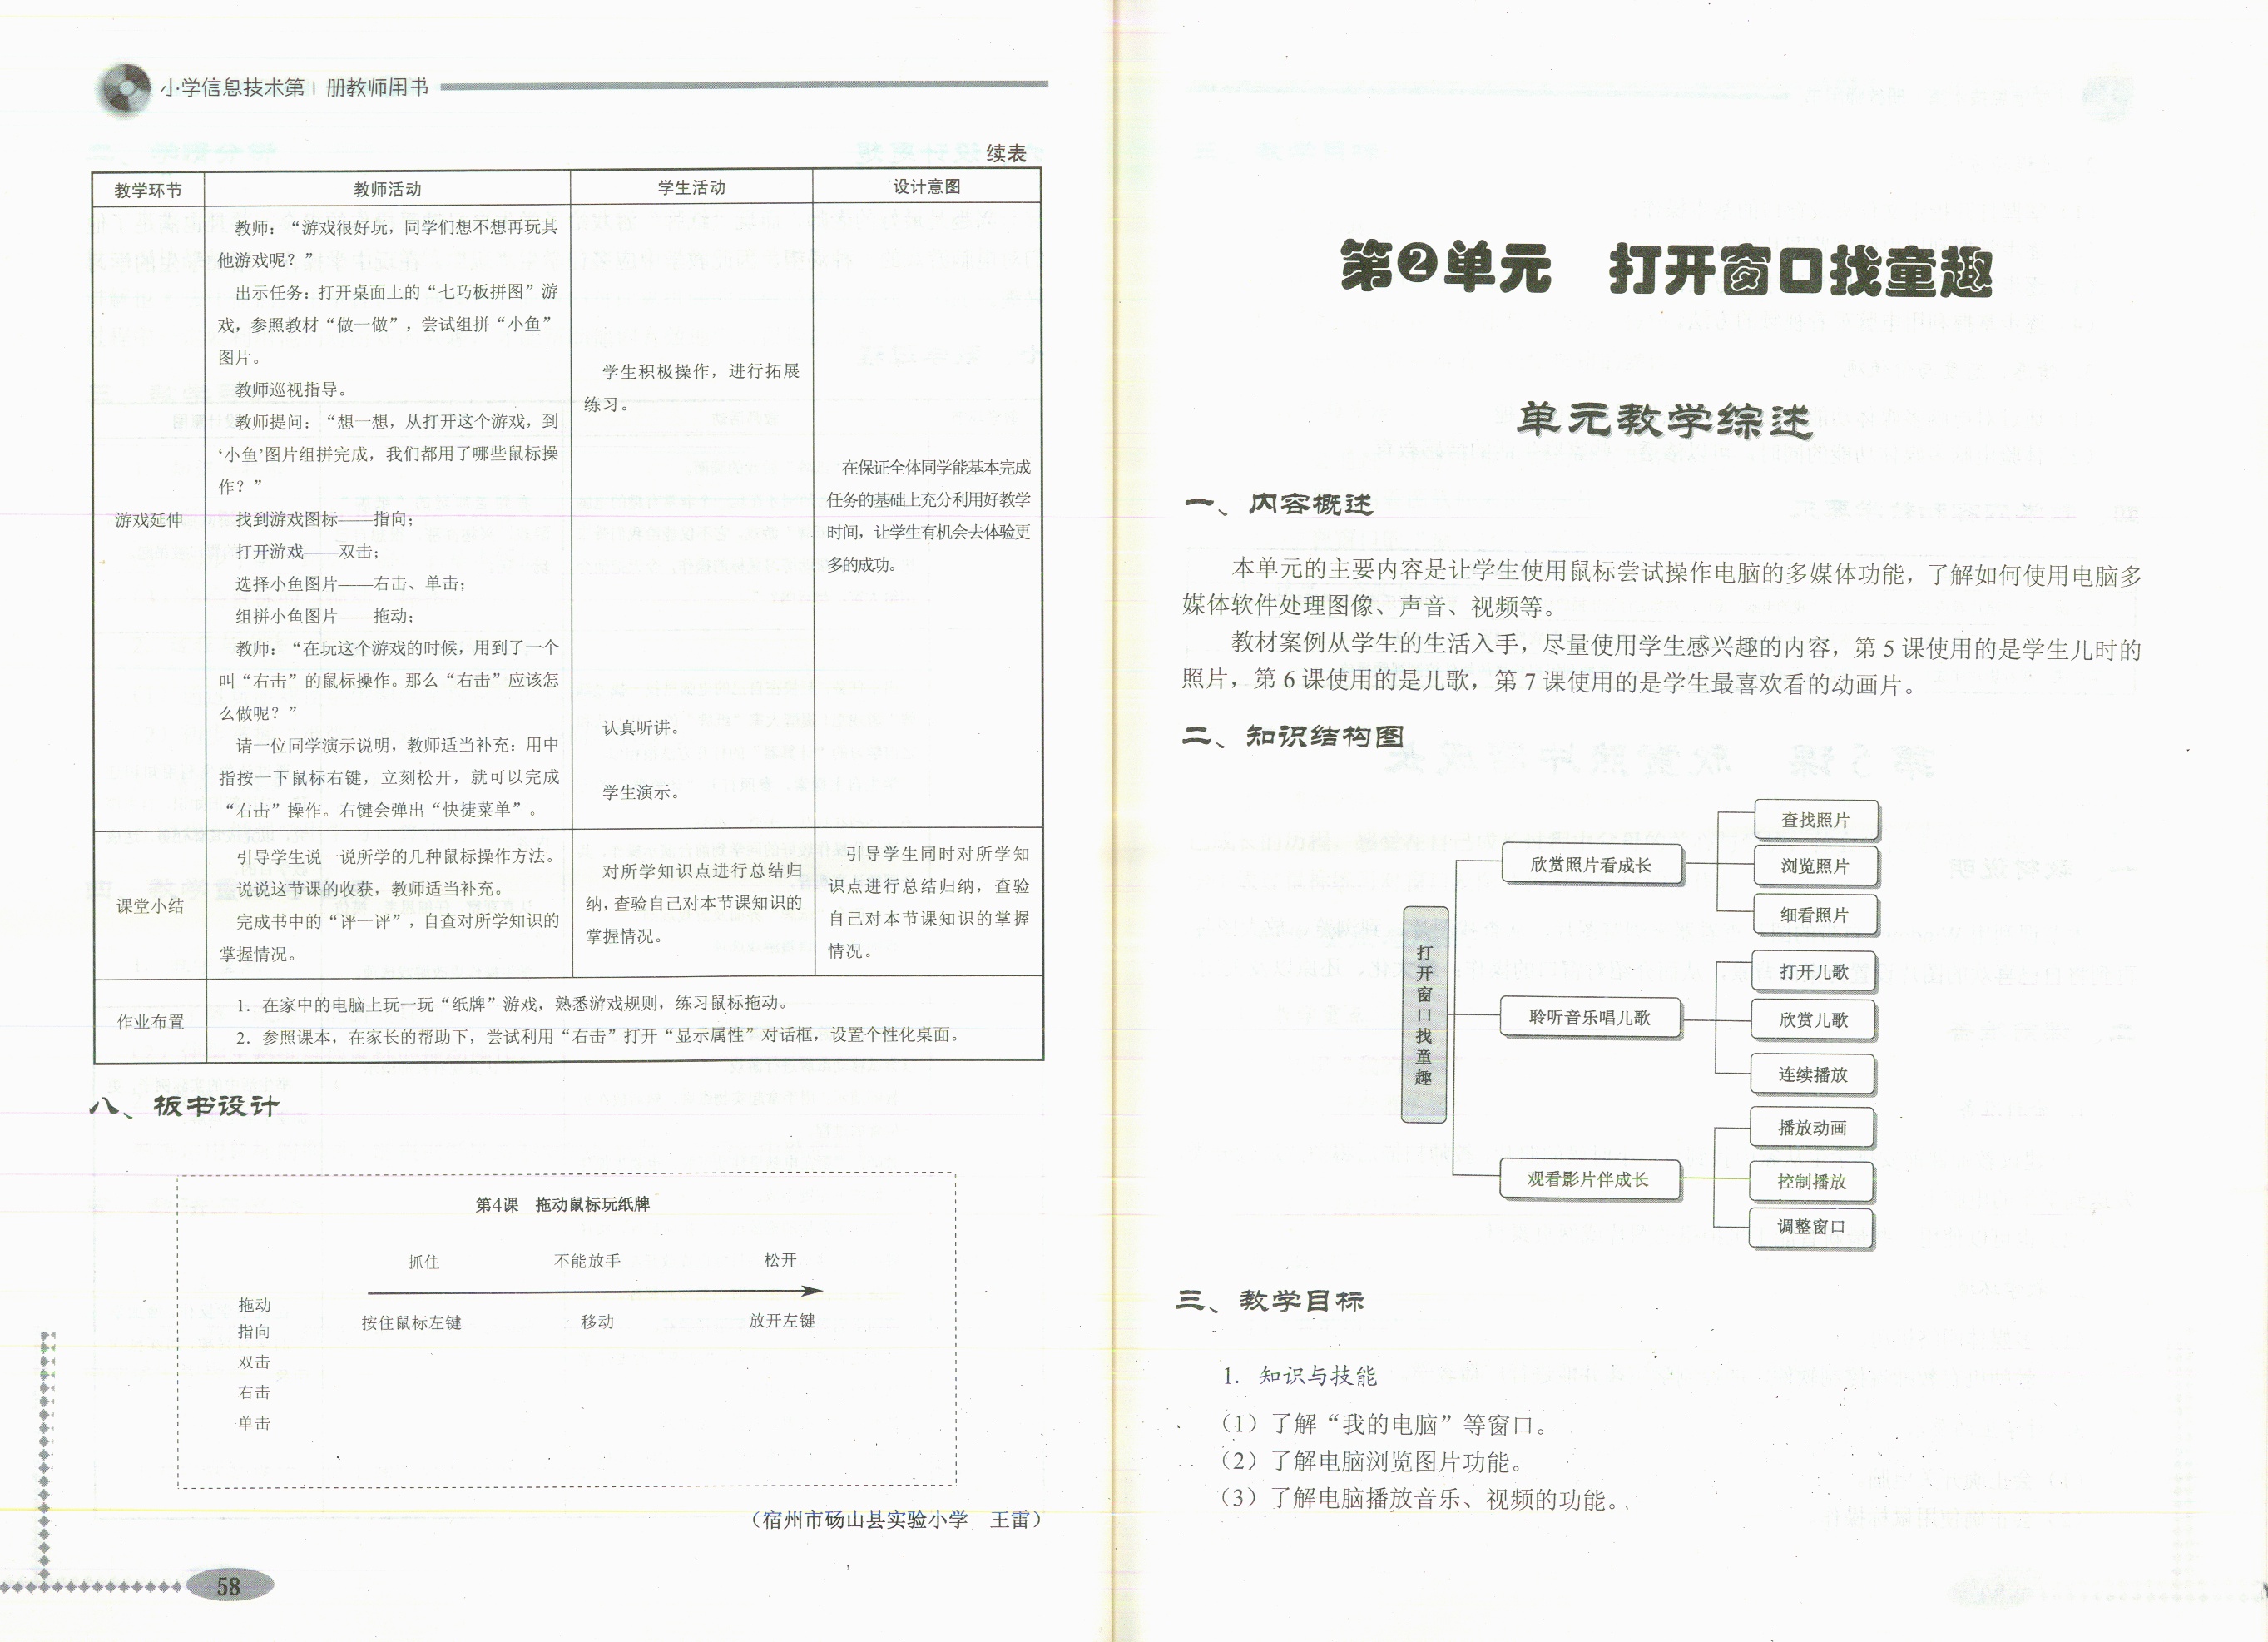 小学信息技术第1册教师用书
续表
教学环节 教师活动 学生活动 设计意图
游戏延伸
教师：“游戏很好玩，同学们想不想再玩其
他游戏呢？”
出示任务：打开桌面上的“七巧板拼图”游
戏，参照教材“做一做”，尝试组拼“小鱼”
图片。
教师巡视指导。
教师提问：“想一想，从打开这个游戏，到
‘小鱼’图片组拼完成，我们都用了哪些鼠标操
作？”
找到游戏图标——指向；
打开游戏——双击；
选择小鱼图片——右击、单击；
组拼小鱼图片——拖动；
教师：“在玩这个游戏的时候，用到了一个
叫“右击”的鼠标操作。那么“右击”应该怎
么做呢？”
请一位同学演示说明，教师适当补充：用中
指按一下鼠标右键，立刻松开，就可以完成
“右击”操作。右键会弹出“快捷菜单”。
学生积极操作，进行拓展
练习。
认真听讲。
学生演示。
在保证全体同学能基本完成
任务的基础上充分利用好教学
时间，让学生有机会去体验更
多的成功。
课堂小结
引导学生说一说所学的几种鼠标操作方法。
说说这节课的收获，教师适当补充。
完成书中的“评一评”，自查对所学知识的
掌握情况。
对所学知识点进行总结归
纳，查验自己对本节课知识的
掌握情况。
引导学生同时对所学知
识点进行总结归纳，查验
自己对本节课知识的掌握
情况。
作业布置
1. 在家中的电脑上玩一玩“纸牌”游戏，熟悉游戏规则，练习鼠标拖动。
2. 参照课本，在家长的帮助下，尝试利用“右击”打开“显示属性”对话框，设置个性化桌面。
八、板书设计
第4课 拖动鼠标玩纸牌
抓住 不能放手 松开
按住鼠标左键 移动 放开左键
拖动
指向
双击
右击
单击
（宿州市砀山县实验小学 王雷）
58
第2单元 打开窗口找童趣
单元教学综述
一、内容概述
本单元的主要内容是让学生使用鼠标尝试操作电脑的多媒体功能，了解如何使用电脑多
媒体软件处理图像、声音、视频等。
教材案例从学生的生活入手，尽量使用学生感兴趣的内容，第5课使用的是学生儿时的
照片，第6课使用的是儿歌，第7课使用的是学生最喜欢看的动画片。
二、知识结构图
打开窗口找童趣
欣赏照片看成长
查找照片
浏览照片
细看照片
聆听音乐唱儿歌
打开儿歌
欣赏儿歌
连续播放
观看影片伴成长
播放动画
控制播放
调整窗口
三、教学目标
1. 知识与技能
（1）了解“我的电脑”等窗口。
（2）了解电脑浏览图片功能。
（3）了解电脑播放音乐、视频的功能。